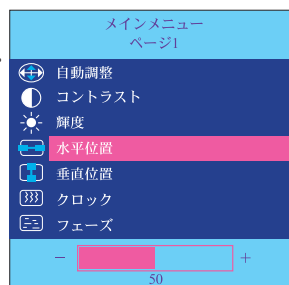 メインメニュー
ページ1
自動調整
コントラスト
輝度
水平位置
垂直位置
クロック
フェーズ
− +
50